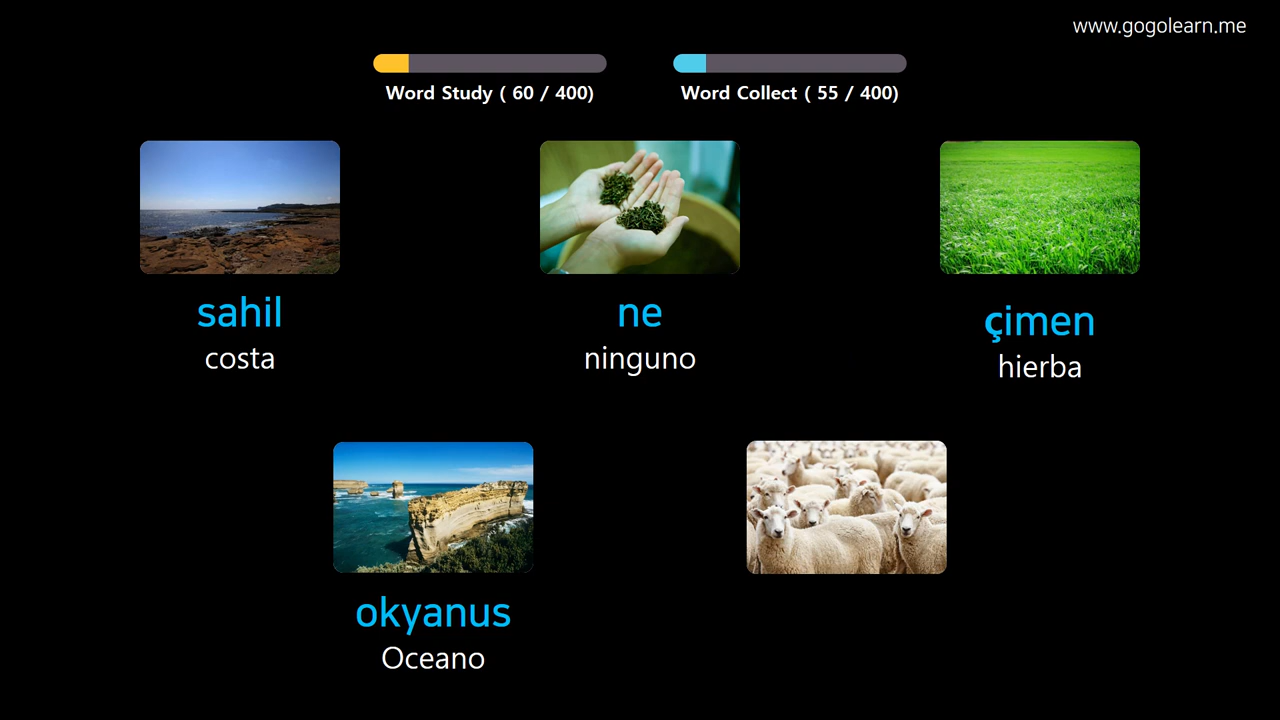 www.gogolearn.me
Word Study ( 60 / 400)
Word Collect ( 55 / 400)
sahil
costa
ne
ninguno
çimen
hierba
okyanus
Oceano